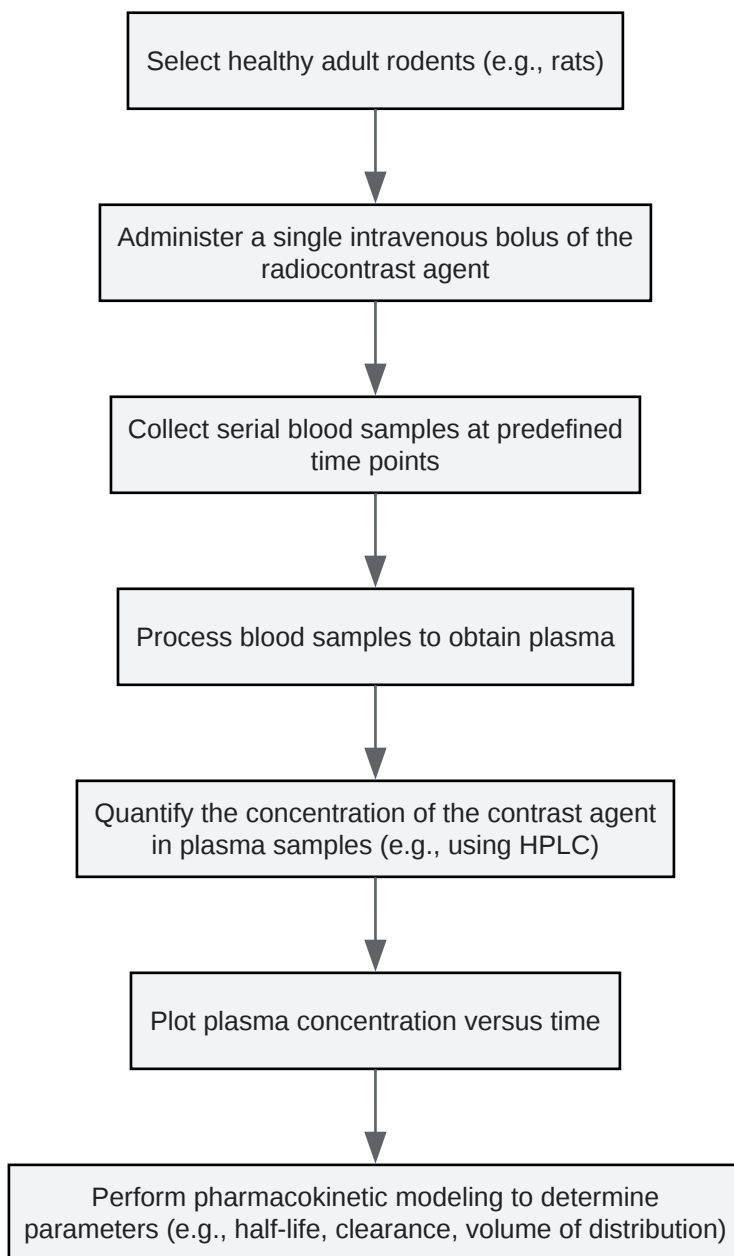 Select healthy adult rodents (e.g., rats)
Administer a single intravenous bolus of the
radiocontrast agent
Collect serial blood samples at predefined
time points
Process blood samples to obtain plasma
Quantify the concentration of the contrast agent
in plasma samples (e.g., using HPLC)
Plot plasma concentration versus time
Perform pharmacokinetic modeling to determine
parameters (e.g., half-life, clearance, volume of distribution)